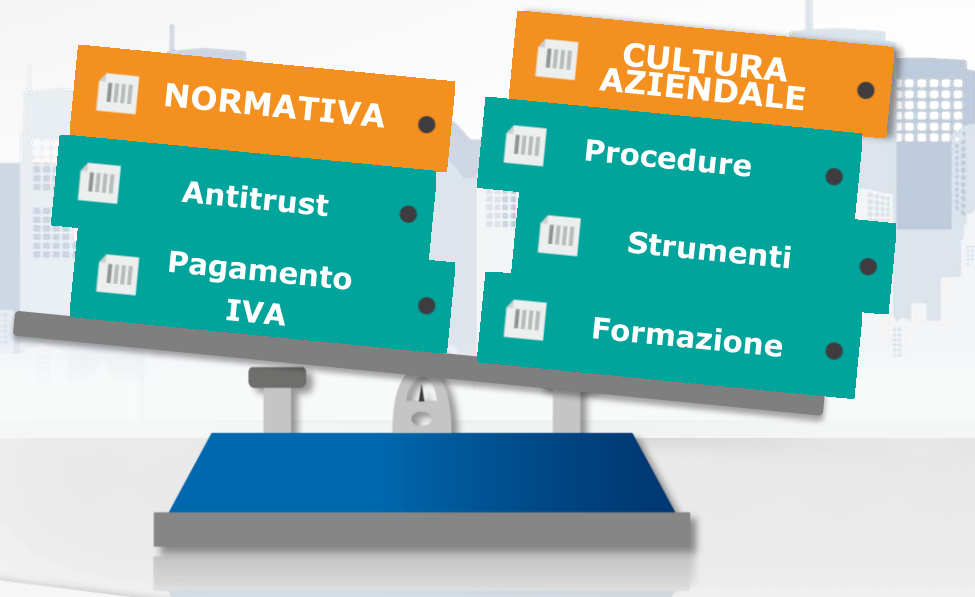 NORMATIVA
Antitrust
Pagamento
IVA
CULTURA
AZIENDALE
Procedure
Strumenti
Formazione